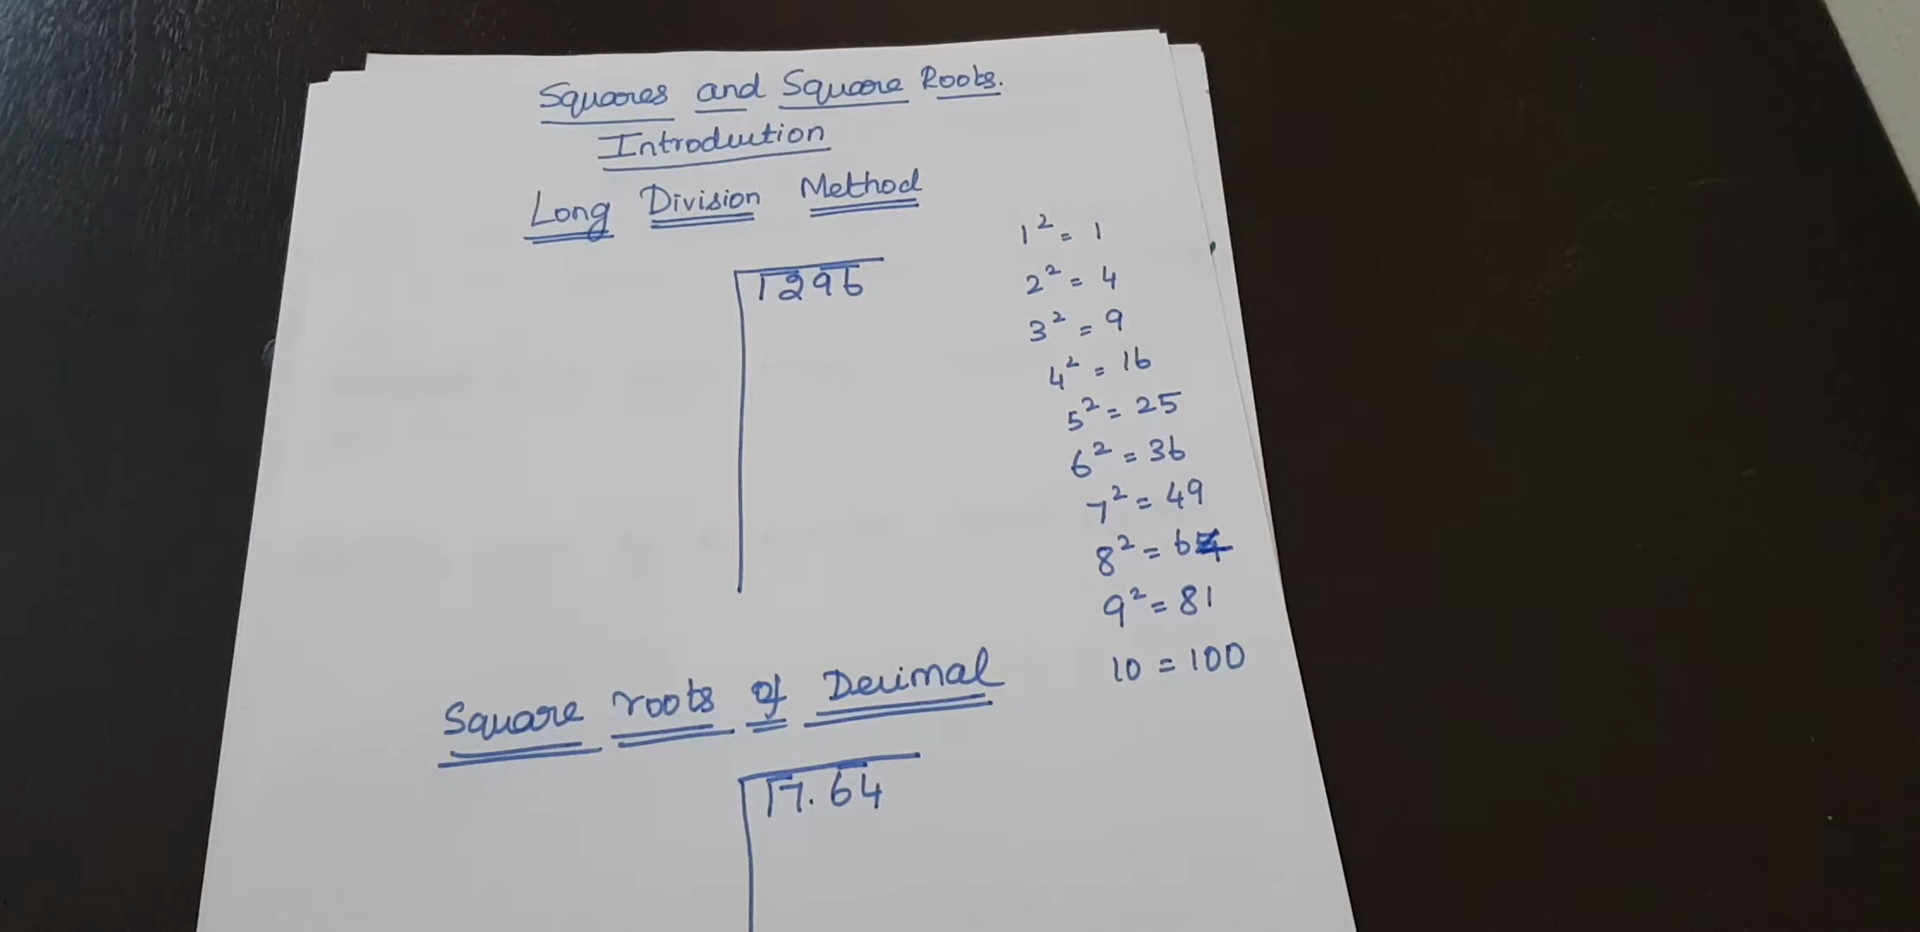 Squares and Square Roots.
Introduction
Long Division Method
1296
1² = 1
2² = 4
3² = 9
4² = 16
5² = 25
6² = 36
7² = 49
8² = 64
9² = 81
10 = 100
Square roots of Decimal
17.64